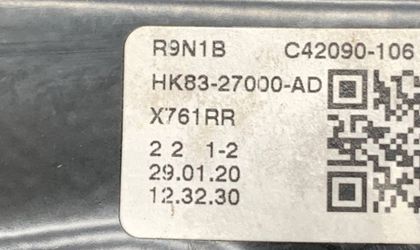 R9N1B C42090-106
HK83-27000-AD
X761RR
2 2 1-2
29.01.20
12.32.30